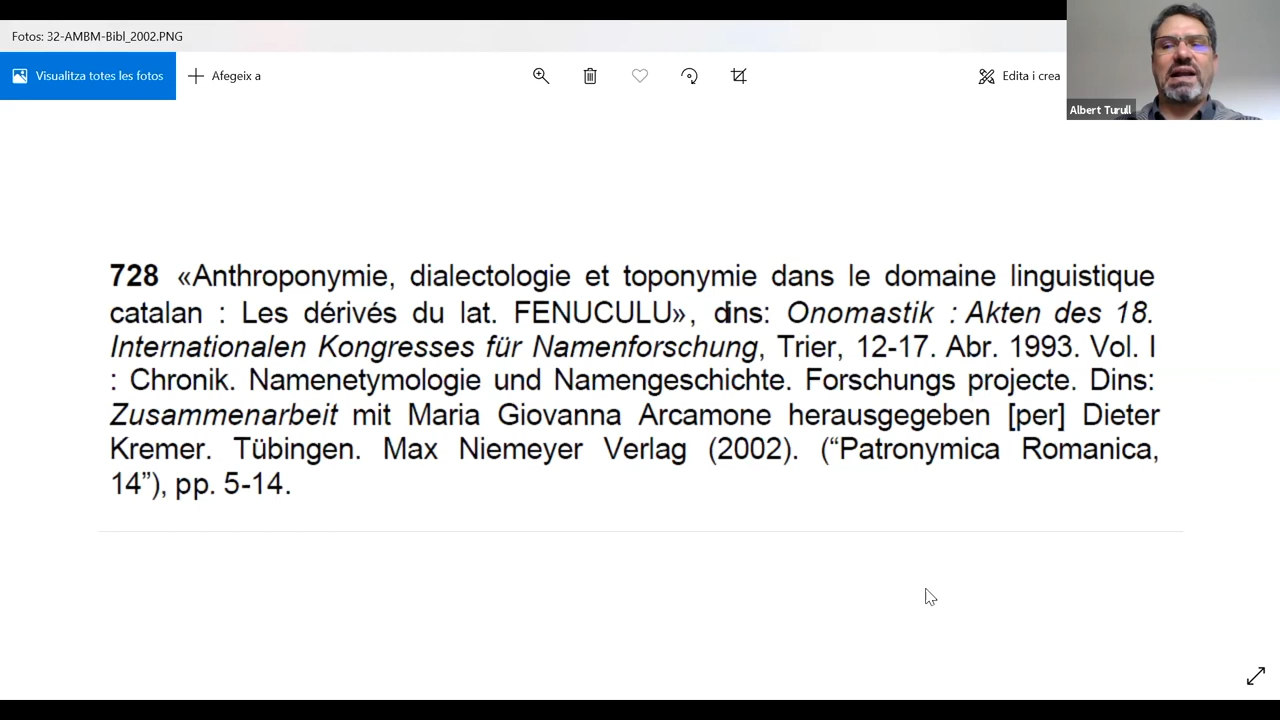 Fotos: 32-AMBM-Bibl_2002.PNG
Visualitza totes les fotos
Afegeix a
Edita i crea
Albert Turull
728 «Anthroponymie, dialectologie et toponymie dans le domaine linguistique
catalan : Les dérivés du lat. FENUCULU», dins: Onomastik : Akten des 18.
Internationalen Kongresses für Namenforschung, Trier, 12-17. Abr. 1993. Vol. I
: Chronik. Namenetymologie und Namengeschichte. Forschungs projecte. Dins:
Zusammenarbeit mit Maria Giovanna Arcamone herausgegeben [per] Dieter
Kremer. Tübingen. Max Niemeyer Verlag (2002). (“Patronymica Romanica,
14”), pp. 5-14.